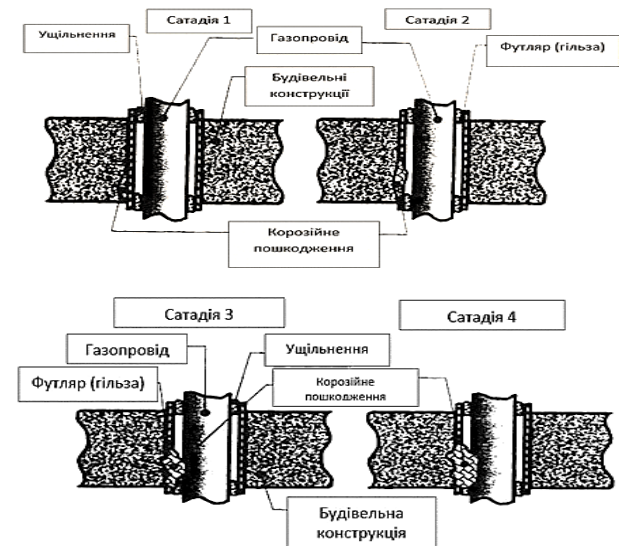 Сатадія 1
Сатадія 2
Ущільнення
Газопровід
Футляр (гільза)
Будівельні
конструкції
Корозійне
пошкодження
Сатадія 3
Сатадія 4
Газопровід
Ущільнення
Футляр (гільза)
Корозійне
пошкодження
Будівельна
конструкція